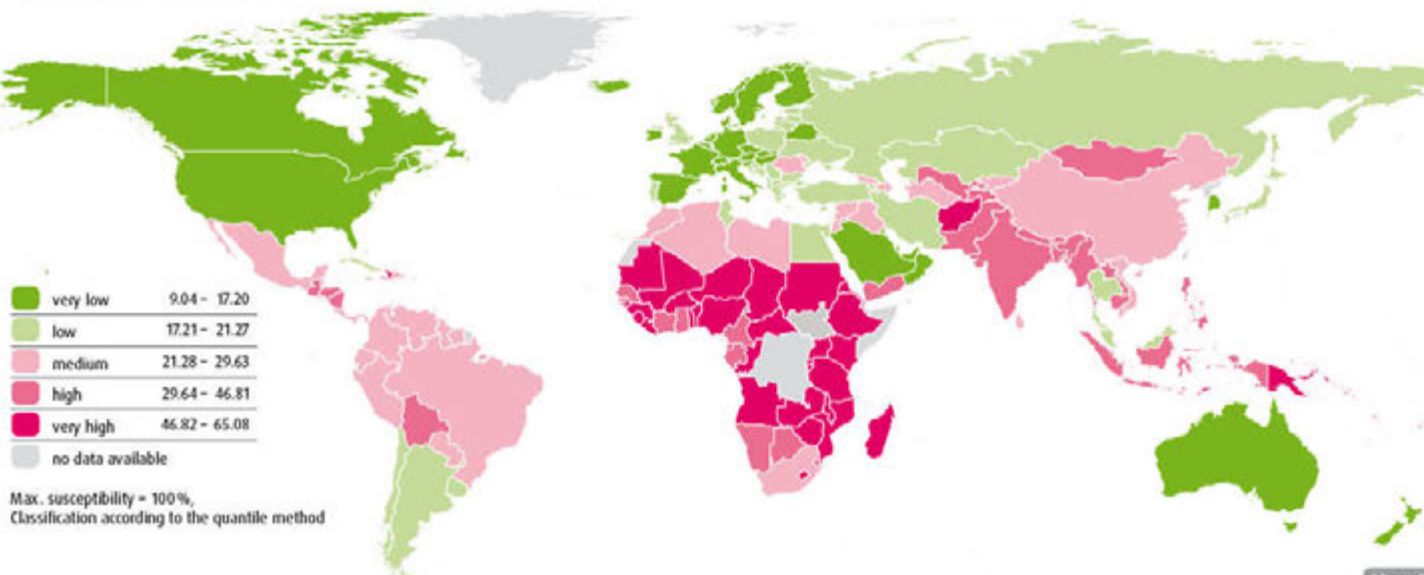 very low 9.04 – 17.20
low 17.21 – 21.27
medium 21.28 – 29.63
high 29.64 – 46.81
very high 46.82 – 65.08
no data available
Max. susceptibility = 100%,
Classification according to the quantile method